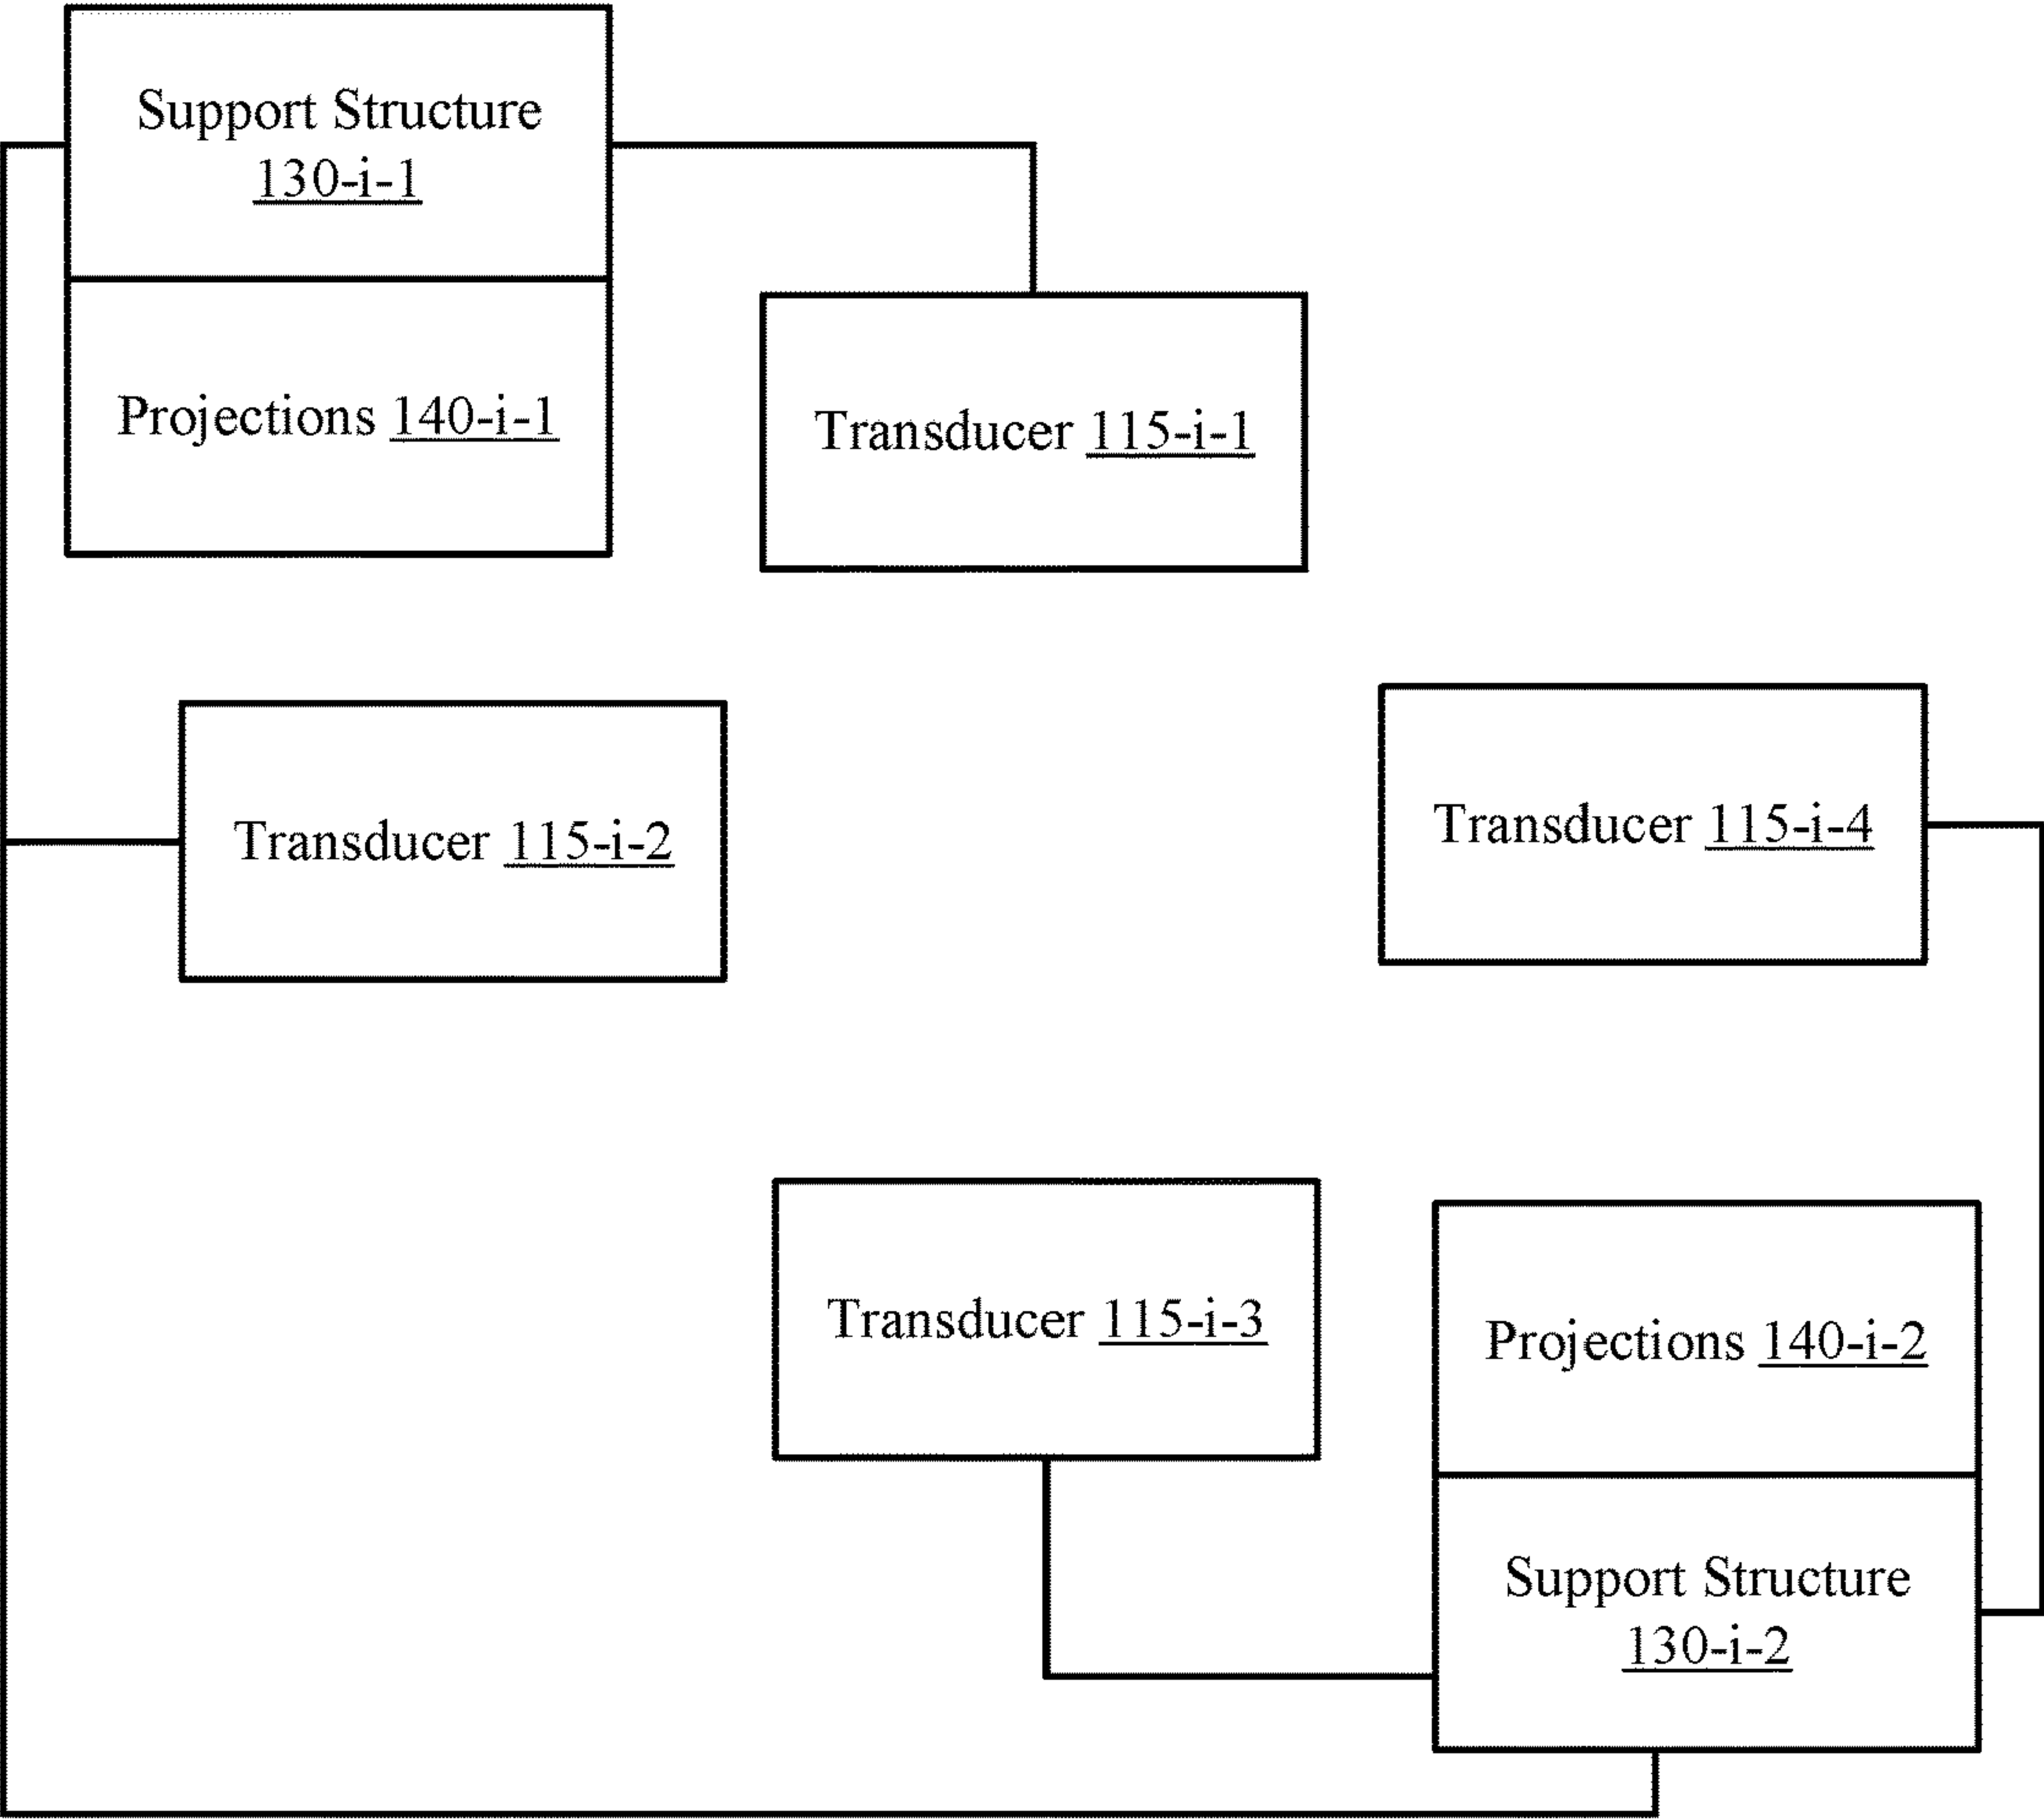 Support Structure
130-i-1
Projections 140-i-1
Transducer 115-i-1
Transducer 115-i-2
Transducer 115-i-4
Transducer 115-i-3
Projections 140-i-2
Support Structure
130-i-2